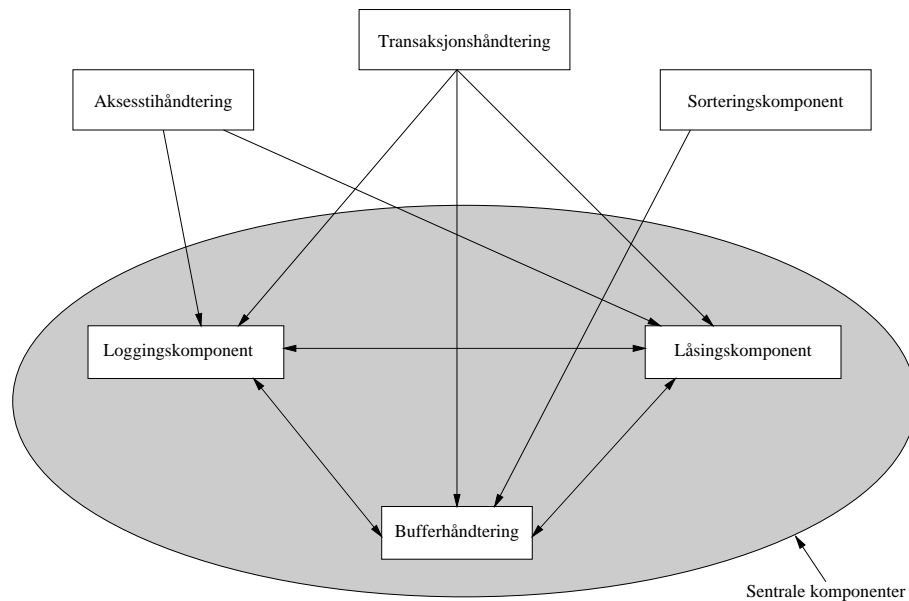 Transaksjonshåndtering
Aksesstihåndtering
Sorteringskomponent
Loggingskomponent
Låsingskomponent
Bufferhåndtering
Sentrale komponenter